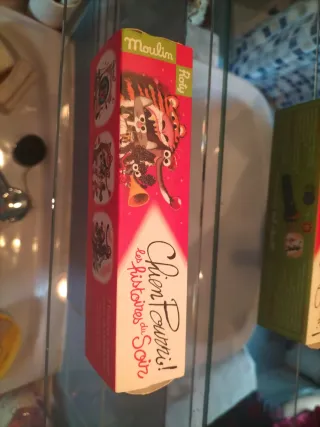 Moulin
Roty
Chien Pourri!
les histoires du Soir